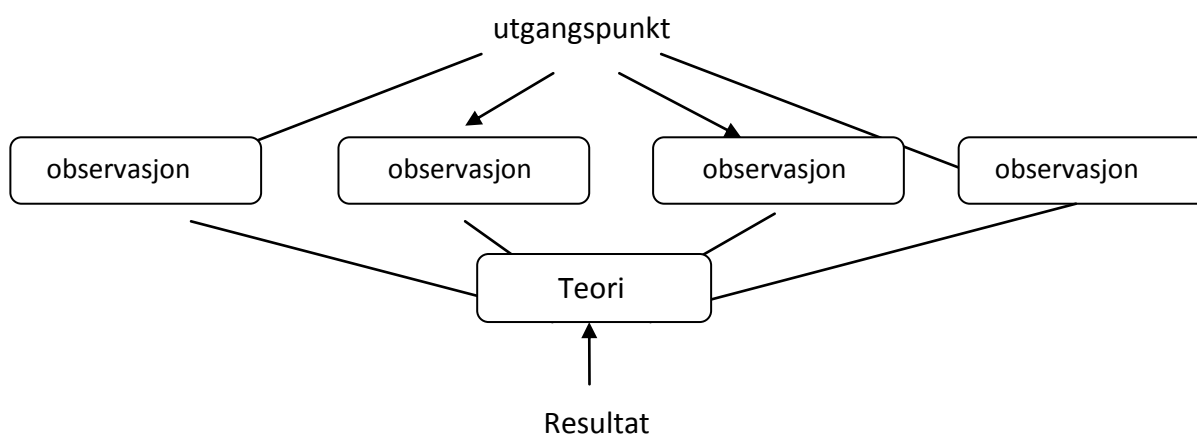 utgangspunkt
observasjon
observasjon
observasjon
observasjon
Teori
Resultat